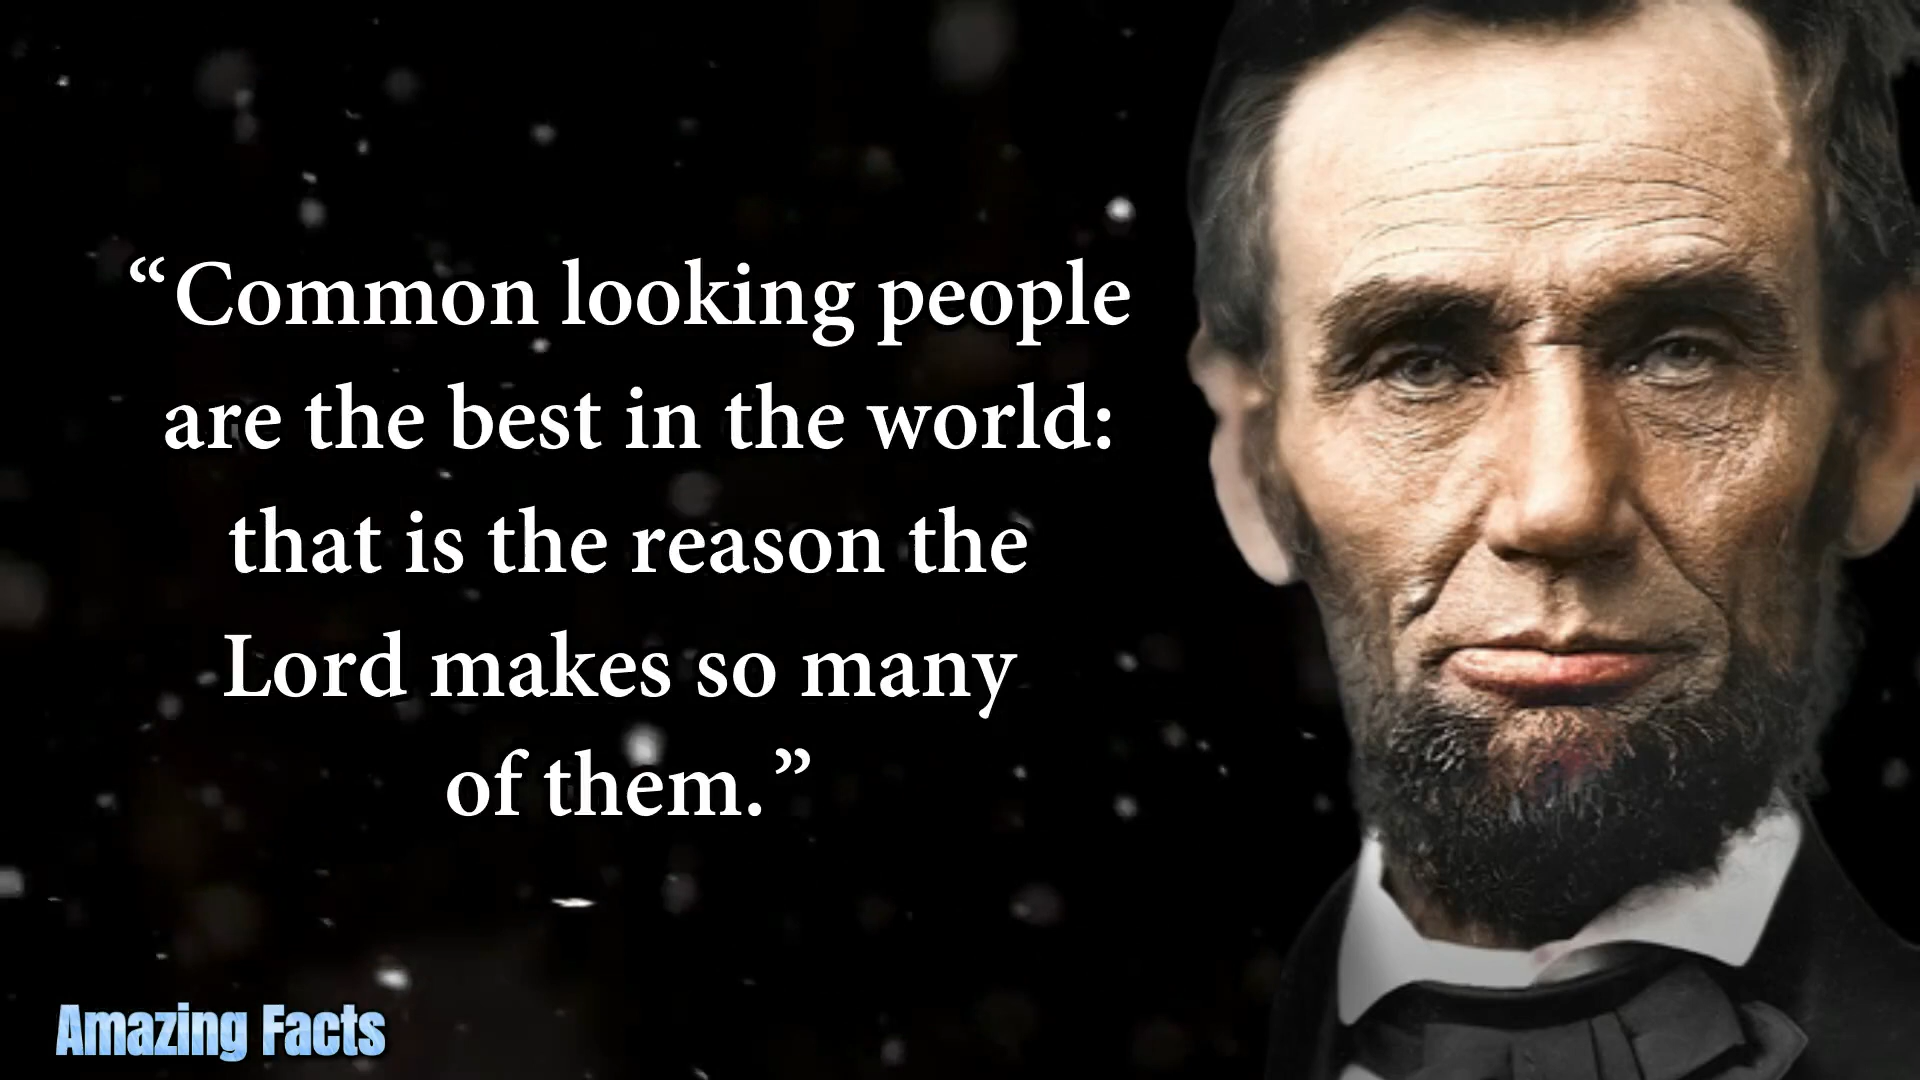 “Common looking people
are the best in the world:
that is the reason the
Lord makes so many
of them.”
Amazing Facts